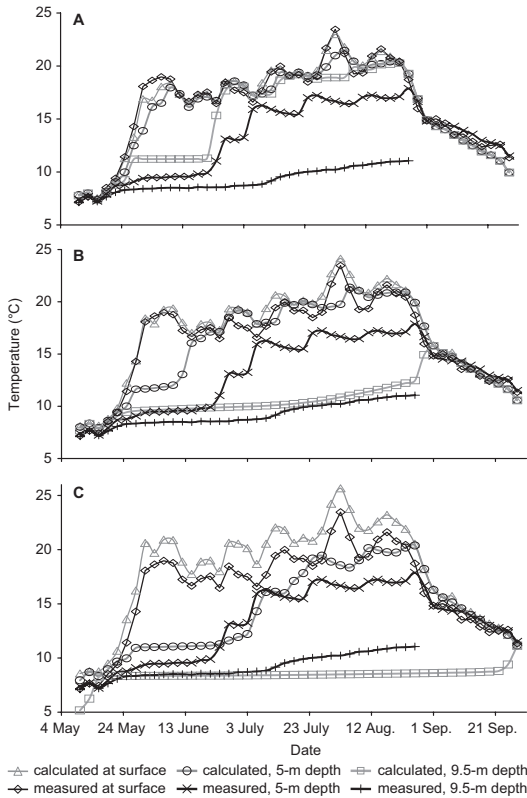 A
25
20
15
10
5
B
25
20
15
10
5
Temperature (°C)
C
25
20
15
10
5
4 May 24 May 13 June 3 July 23 July 12 Aug. 1 Sep. 21 Sep.
Date
calculated at surface calculated, 5-m depth calculated, 9.5-m depth
measured at surface measured, 5-m depth measured, 9.5-m depth